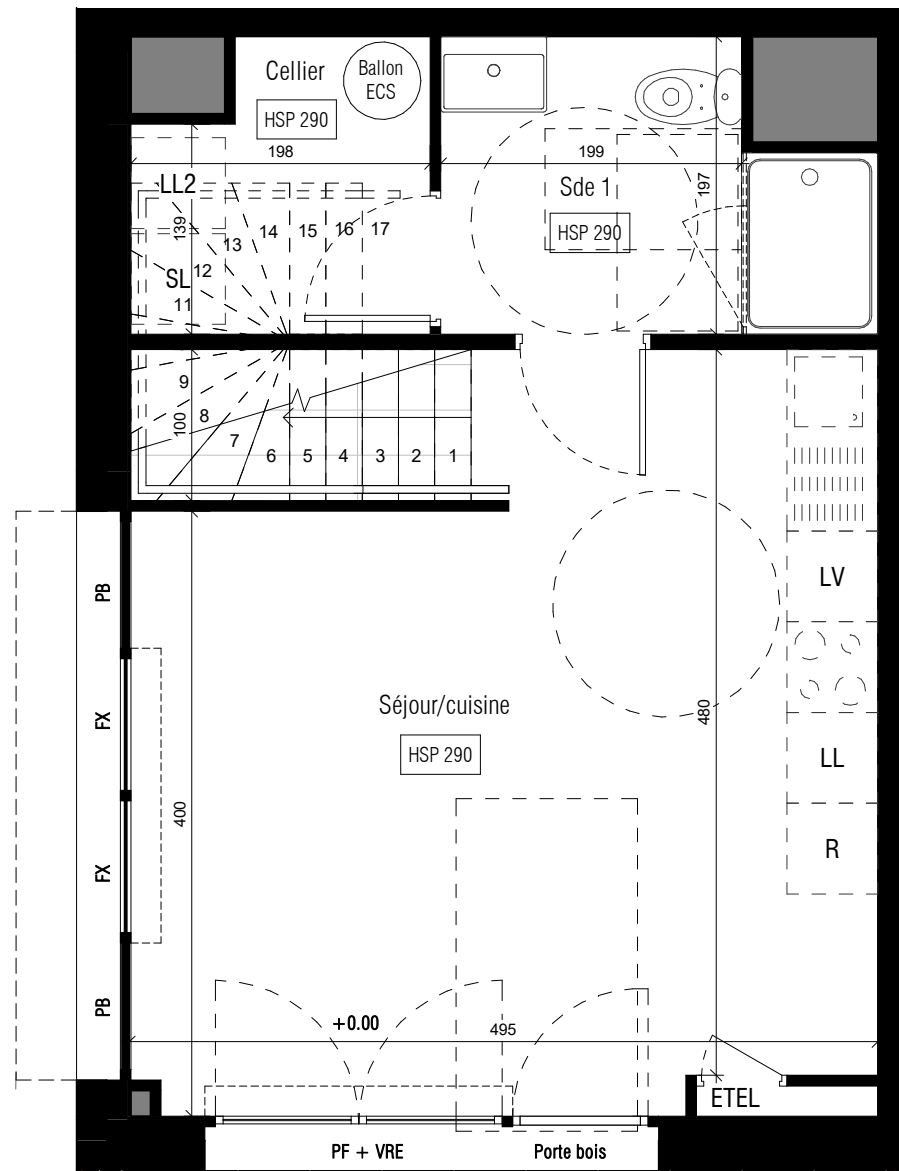 Cellier
Ballon
ECS
HSP 290
198
199
197
LL2
Sde 1
HSP 290
139
SL
17
16
15
14
13
12
11
9
8
7
6
5
4
3
2
1
100
LV
PB
FX
Séjour/cuisine
HSP 290
480
LL
400
R
FX
PB
+0.00
495
ETEL
PF + VRE
Porte bois